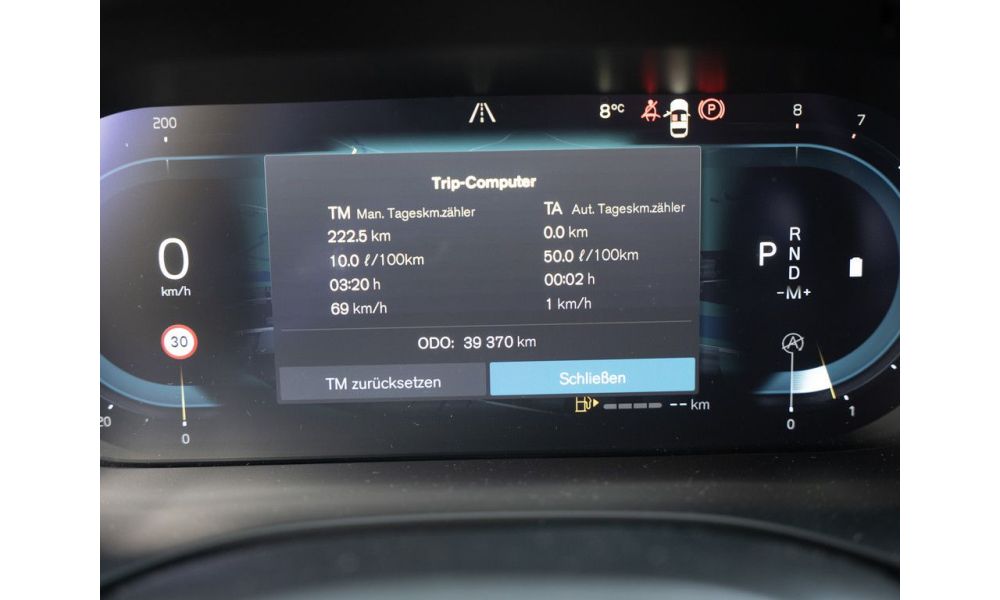 200
8°C
P
8
7
Trip-Computer
TM Man. Tageskm.zähler
222.5 km
10.0 ℓ/100km
03:20 h
69 km/h
TA Aut. Tageskm.zähler
0.0 km
50.0 ℓ/100km
00:02 h
1 km/h
ODO: 39 370 km
TM zurücksetzen
Schließen
0
km/h
30
20
0
P
R
N
D
-M+
A
-- km
0
1